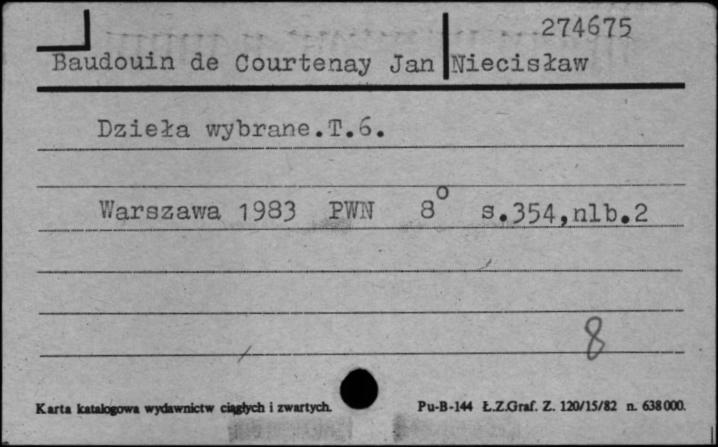 274675
Baudouin de Courtenay Jan Niecisław
Dzieła wybrane.T.6.
Warszawa 1983 PWN 8° s.354,nlb.2
8
Karta katalogowa wydawnictw ciągłych i zwartych. Pu-B-144 Ł.Z.Graf. Z. 120/15/82 n. 638000.